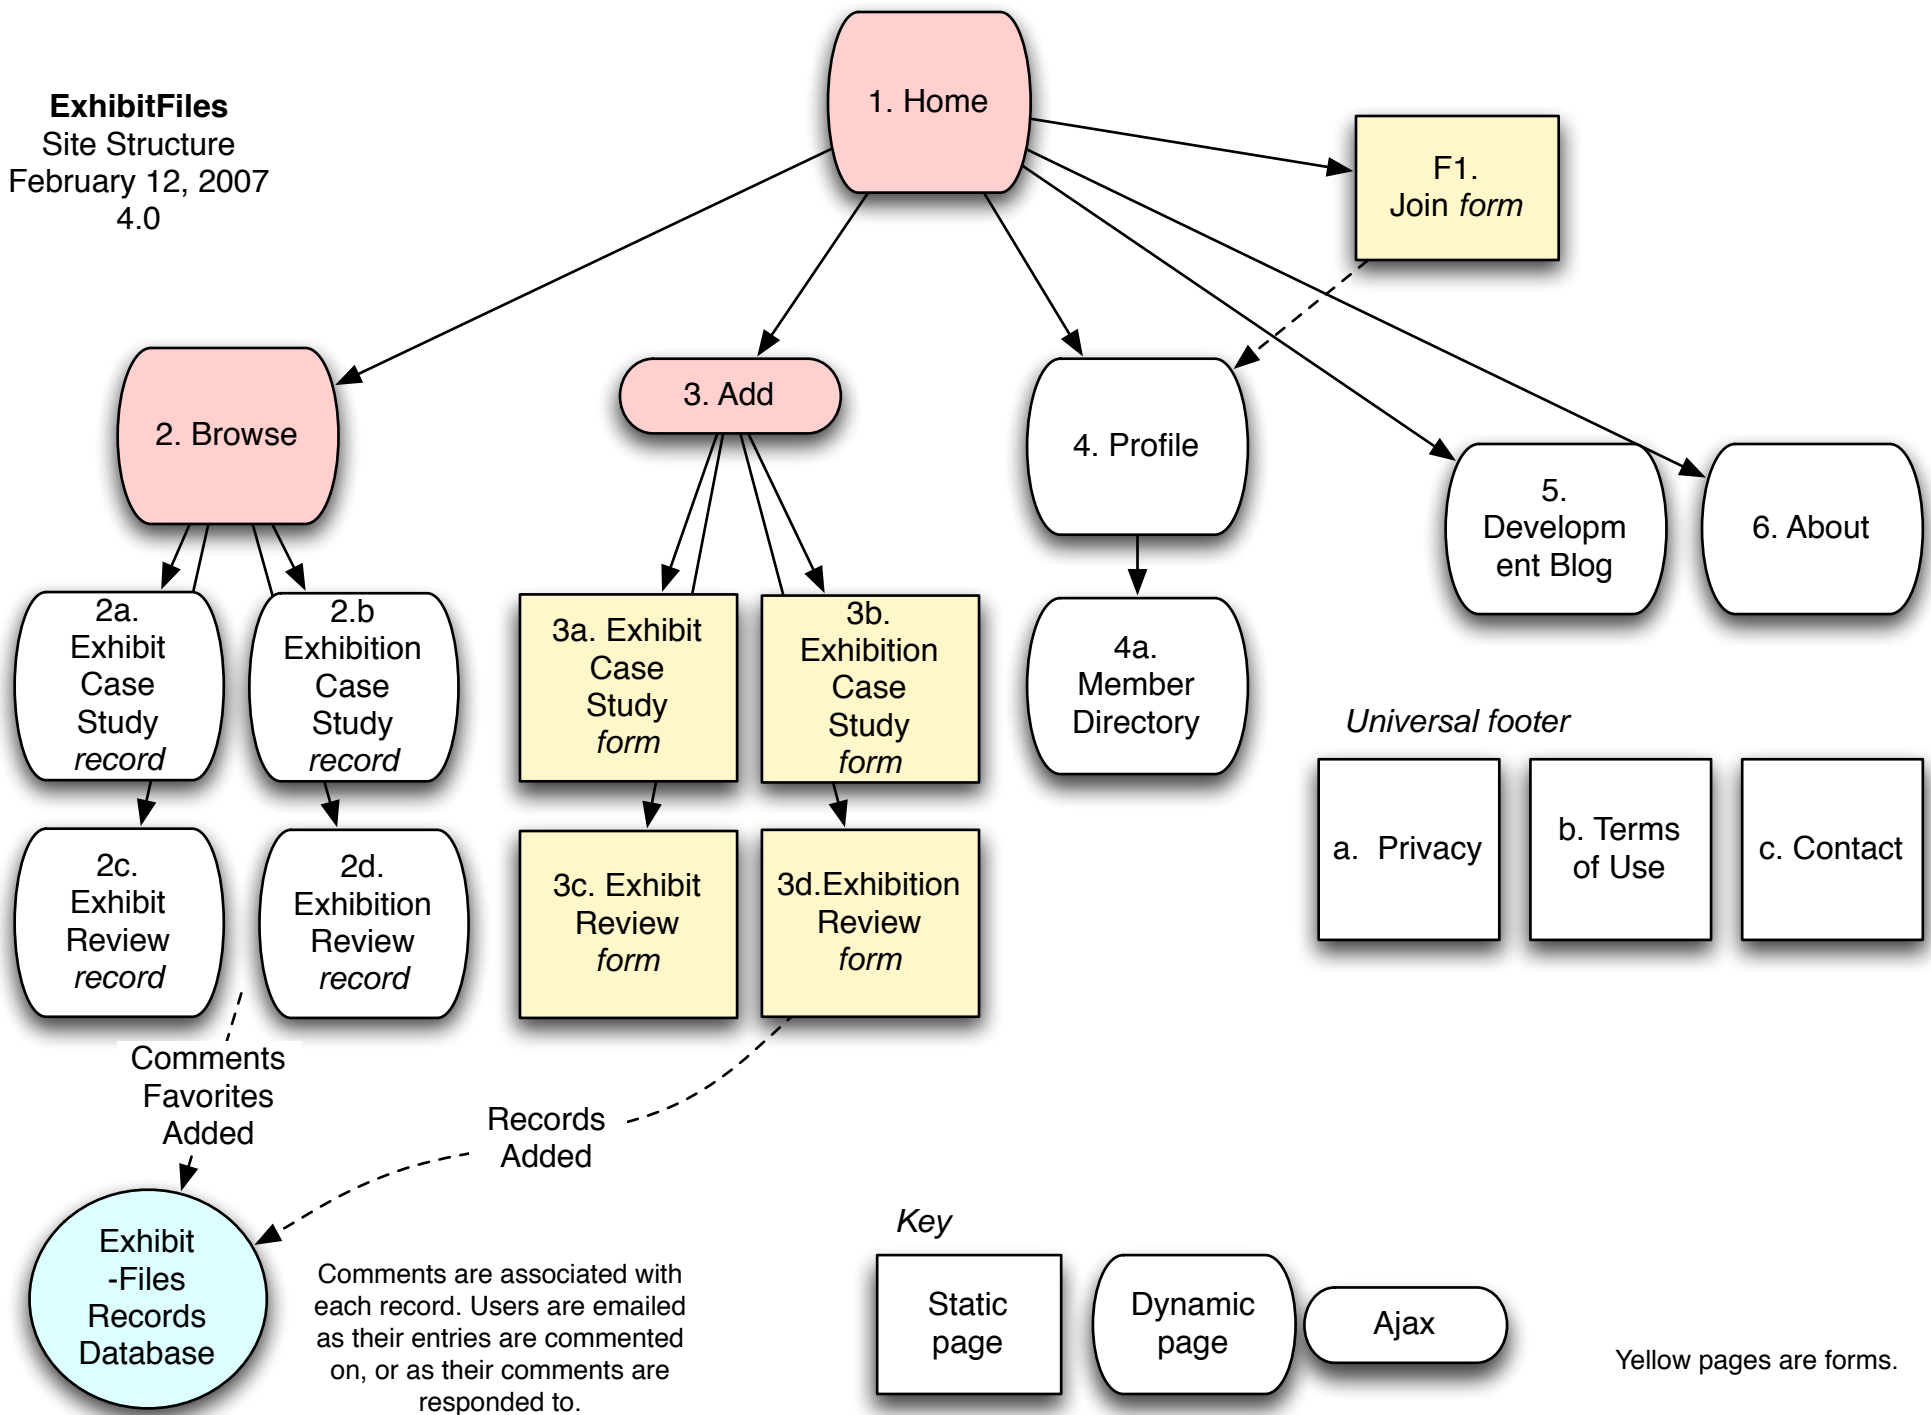 ExhibitFiles
Site Structure
February 12, 2007
4.0
1. Home
F1.
Join form
2. Browse
3. Add
4. Profile
5.
Developm
ent Blog
6. About
2a.
Exhibit
Case
Study
record
2.b
Exhibition
Case
Study
record
3a. Exhibit
Case
Study
form
3b.
Exhibition
Case
Study
form
4a.
Member
Directory
Universal footer
a.  Privacy
b. Terms
of Use
c. Contact
2c.
Exhibit
Review
record
2d.
Exhibition
Review
record
3c. Exhibit
Review
form
3d.Exhibition
Review
form
Comments
Favorites
Added
Records
Added
Exhibit
-Files
Records
Database
Comments are associated with
each record. Users are emailed
as their entries are commented
on, or as their comments are
responded to.
Key
Static
page
Dynamic
page
Ajax
Yellow pages are forms.